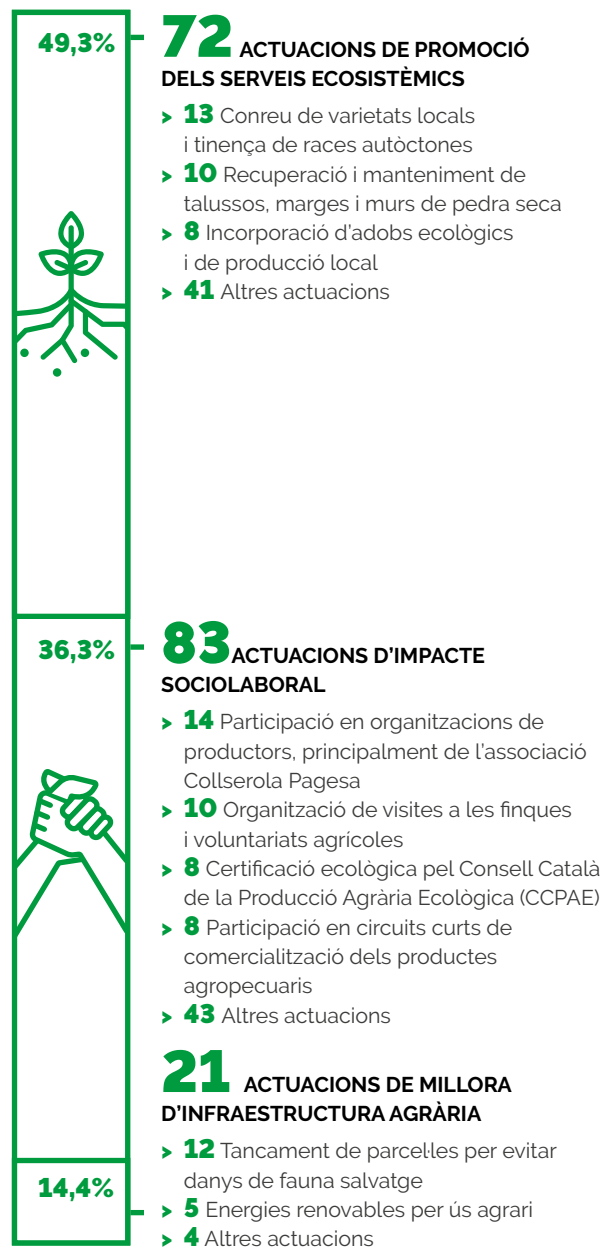 49,3%
72 ACTUACIONS DE PROMOCIÓ
DELS SERVEIS ECOSISTÈMICS
> 13 Conreu de varietats locals
i tinença de races autòctones
> 10 Recuperació i manteniment de
talussos, marges i murs de pedra seca
> 8 Incorporació d'adobs ecològics
i de producció local
> 41 Altres actuacions
36,3%
83 ACTUACIONS D'IMPACTE
SOCIOLABORAL
> 14 Participació en organitzacions de
productors, principalment de l'associació
Collserola Pagesa
> 10 Organització de visites a les finques
i voluntariats agrícoles
> 8 Certificació ecològica pel Consell Català
de la Producció Agrària Ecològica (CCPAE)
> 8 Participació en circuits curts de
comercialització dels productes
agropecuaris
> 43 Altres actuacions
14,4%
21 ACTUACIONS DE MILLORA
D'INFRAESTRUCTURA AGRÀRIA
> 12 Tancament de parcel·les per evitar
danys de fauna salvatge
> 5 Energies renovables per ús agrari
> 4 Altres actuacions